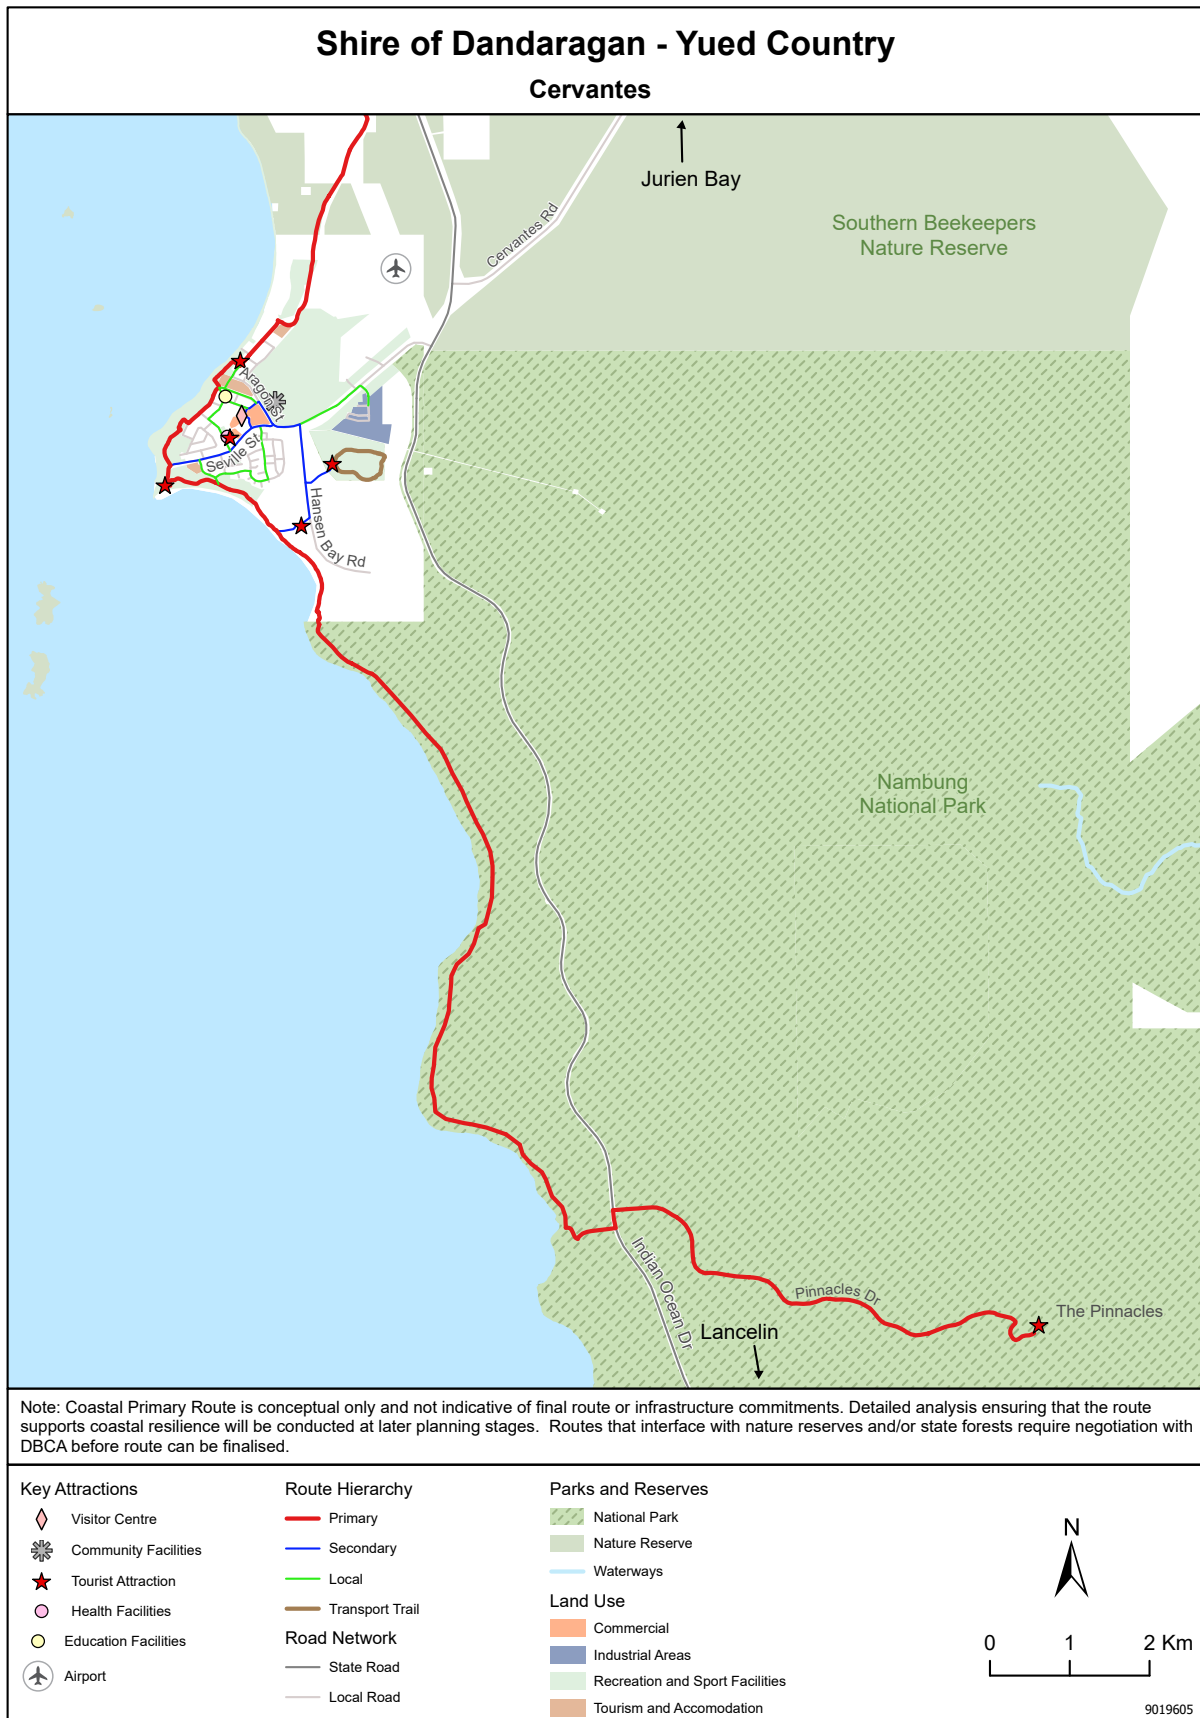 Shire of Dandaragan - Yued Country
Cervantes
Jurien Bay
Cervantes Rd
Southern Beekeepers
Nature Reserve
Aragon St
Seville St
Hansen Bay Rd
Nambung
National Park
Indian Ocean Dr
Pinnacles Dr
The Pinnacles
Lancelin
Note: Coastal Primary Route is conceptual only and not indicative of final route or infrastructure commitments. Detailed analysis ensuring that the route
supports coastal resilience will be conducted at later planning stages. Routes that interface with nature reserves and/or state forests require negotiation with
DBCA before route can be finalised.
Key Attractions
Visitor Centre
Community Facilities
Tourist Attraction
Health Facilities
Education Facilities
Airport
Route Hierarchy
Primary
Secondary
Local
Transport Trail
Road Network
State Road
Local Road
Parks and Reserves
National Park
Nature Reserve
Waterways
Land Use
Commercial
Industrial Areas
Recreation and Sport Facilities
Tourism and Accomodation
N
0 1 2 Km
9019605